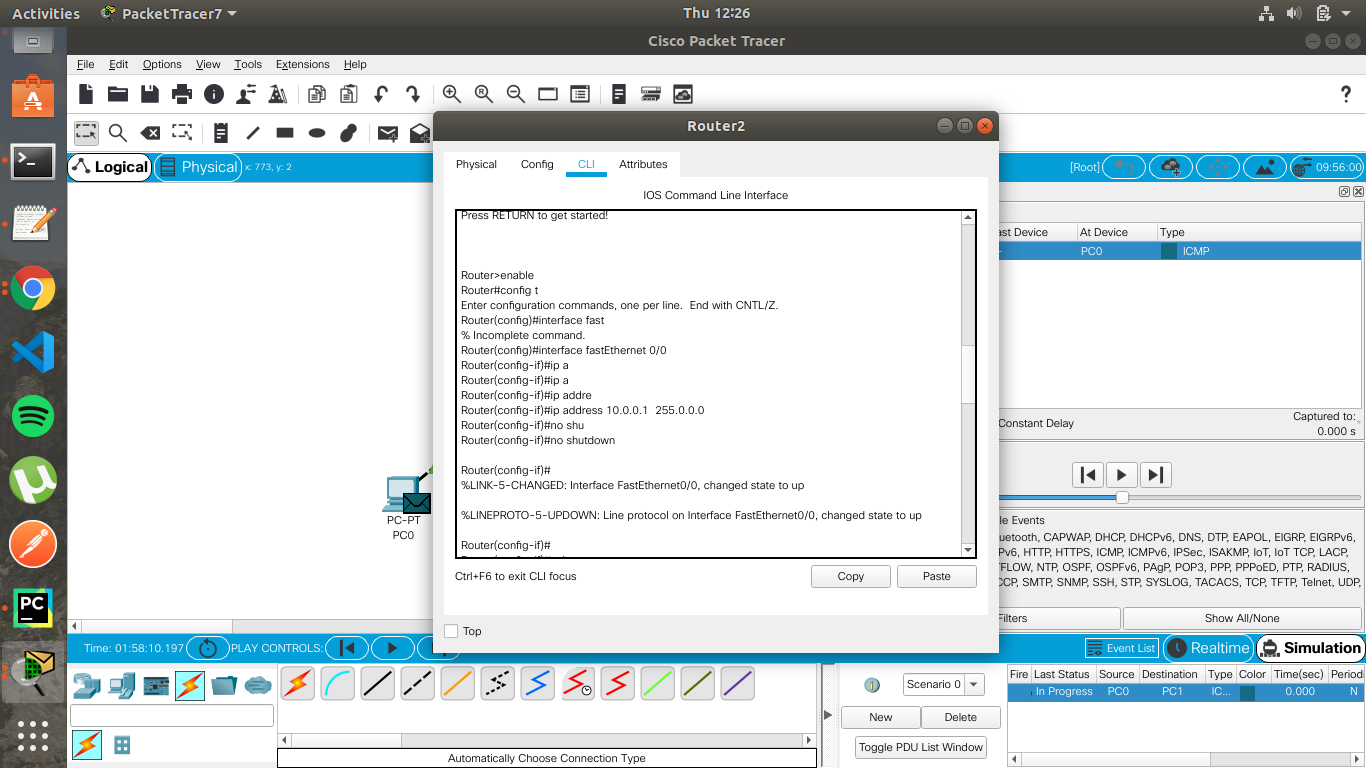 Activities
PacketTracer7
Thu 12:26
Cisco Packet Tracer
File Edit Options View Tools Extensions Help
?
Router2
Logical
Physical
x: 773, y: 2
[Root]
09:56:00
Physical Config CLI Attributes
IOS Command Line Interface
Press RETURN to get started!
Router>enable
Router#config t
Enter configuration commands, one per line. End with CNTL/Z.
Router(config)#interface fast
% Incomplete command.
Router(config)#interface fastEthernet 0/0
Router(config-if)#ip a
Router(config-if)#ip a
Router(config-if)#ip addre
Router(config-if)#ip address 10.0.0.1 255.0.0.0
Router(config-if)#no shu
Router(config-if)#no shutdown
Router(config-if)#
%LINK-5-CHANGED: Interface FastEthernet0/0, changed state to up
%LINEPROTO-5-UPDOWN: Line protocol on Interface FastEthernet0/0, changed state to up
Router(config-if)#
Ctrl+F6 to exit CLI focus
Copy
Paste
Top
PC-PT
PC0
ast Device At Device Type
PC0 ICMP
Constant Delay
Captured to:
0.000 s
le Events
uetooth, CAPWAP, DHCP, DHCPv6, DNS, DTP, EAPOL, EIGRP, EIGRPv6,
Pv6, HTTP, HTTPS, ICMP, ICMPv6, IPSec, ISAKMP, IoT, IoT TCP, LACP,
TFLOW, NTP, OSPF, OSPFv6, PAgP, POP3, PPP, PPPoED, PTP, RADIUS,
CCP, SMTP, SNMP, SSH, STP, SYSLOG, TACACS, TCP, TFTP, Telnet, UDP,
Filters
Show All/None
Time: 01:58:10.197
PLAY CONTROLS:
Event List
Realtime
Simulation
Scenario 0
New
Delete
Toggle PDU List Window
Fire Last Status Source Destination Type Color Time(sec) Period
In Progress PC0 PC1 IC... 0.000 N
Automatically Choose Connection Type
PC